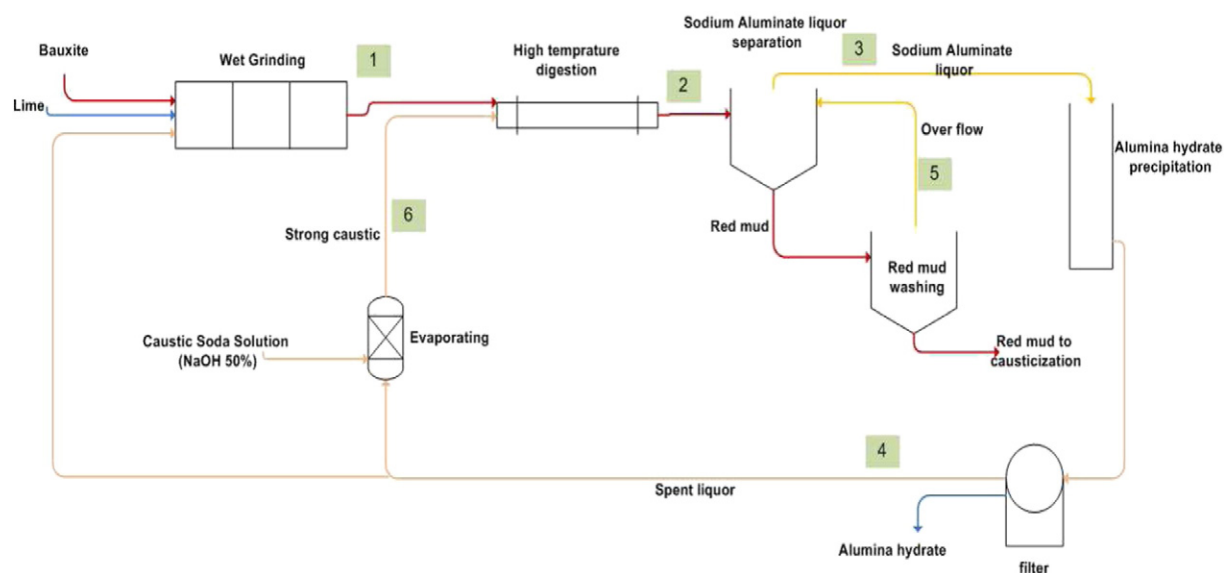 Sodium Aluminate liquor
separation
3
Sodium Aluminate
liquor
Bauxite
Wet Grinding
1
High temprature
digestion
2
Lime
Over flow
Alumina hydrate
precipitation
5
6
Strong caustic
Red mud
Red mud
washing
Caustic Soda Solution
(NaOH 50%)
Evaporating
Red mud to
causticization
4
Spent liquor
Alumina hydrate
filter